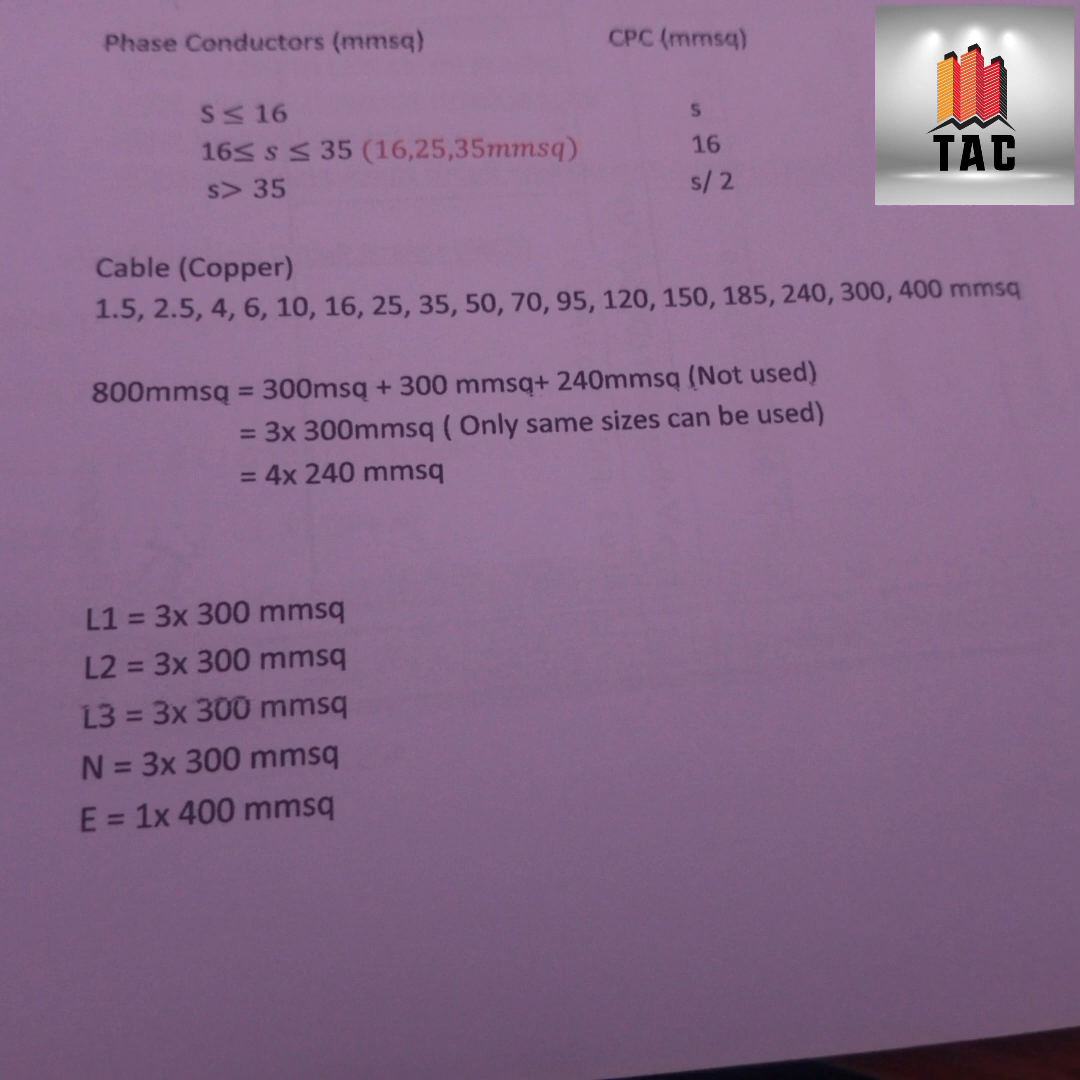 Phase Conductors (mmsq) CPC (mmsq)
S ≤ 16 s
16≤ s ≤ 35 (16,25,35mmsq) 16
s> 35 s/ 2
TAC
Cable (Copper)
1.5, 2.5, 4, 6, 10, 16, 25, 35, 50, 70, 95, 120, 150, 185, 240, 300, 400 mmsq
800mmsq = 300msq + 300 mmsq+ 240mmsq (Not used)
= 3x 300mmsq ( Only same sizes can be used)
= 4x 240 mmsq
L1 = 3x 300 mmsq
L2 = 3x 300 mmsq
L3 = 3x 300 mmsq
N = 3x 300 mmsq
E = 1x 400 mmsq